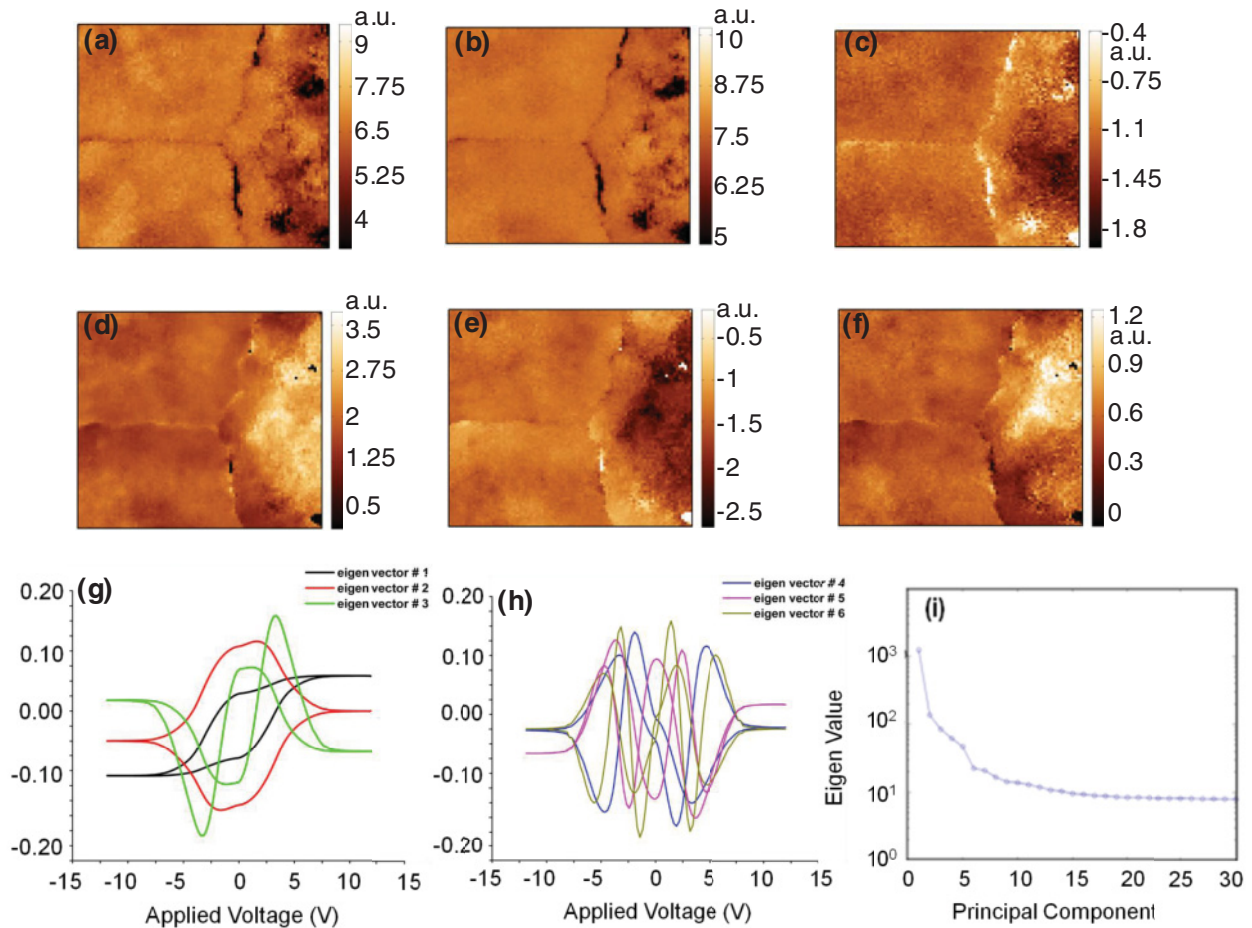 (a)
a.u.
9
7.75
6.5
5.25
4
(b)
a.u.
10
8.75
7.5
6.25
5
(c)
-0.4
a.u.
-0.75
-1.1
-1.45
-1.8
(d)
a.u.
3.5
2.75
2
1.25
0.5
(e)
a.u.
-0.5
-1
-1.5
-2
-2.5
(f)
1.2
a.u.
0.9
0.6
0.3
0
(g)
eigen vector # 1
eigen vector # 2
eigen vector # 3
0.20
0.10
0.00
-0.10
-0.20
-15 -10 -5 0 5 10 15
Applied Voltage (V)
(h)
eigen vector # 4
eigen vector # 5
eigen vector # 6
0.20
0.10
0.00
-0.10
-0.20
-15 -10 -5 0 5 10 15
Applied Voltage (V)
(i)
Eigen Value
10³
10²
10¹
10⁰
0 5 10 15 20 25 30
Principal Component